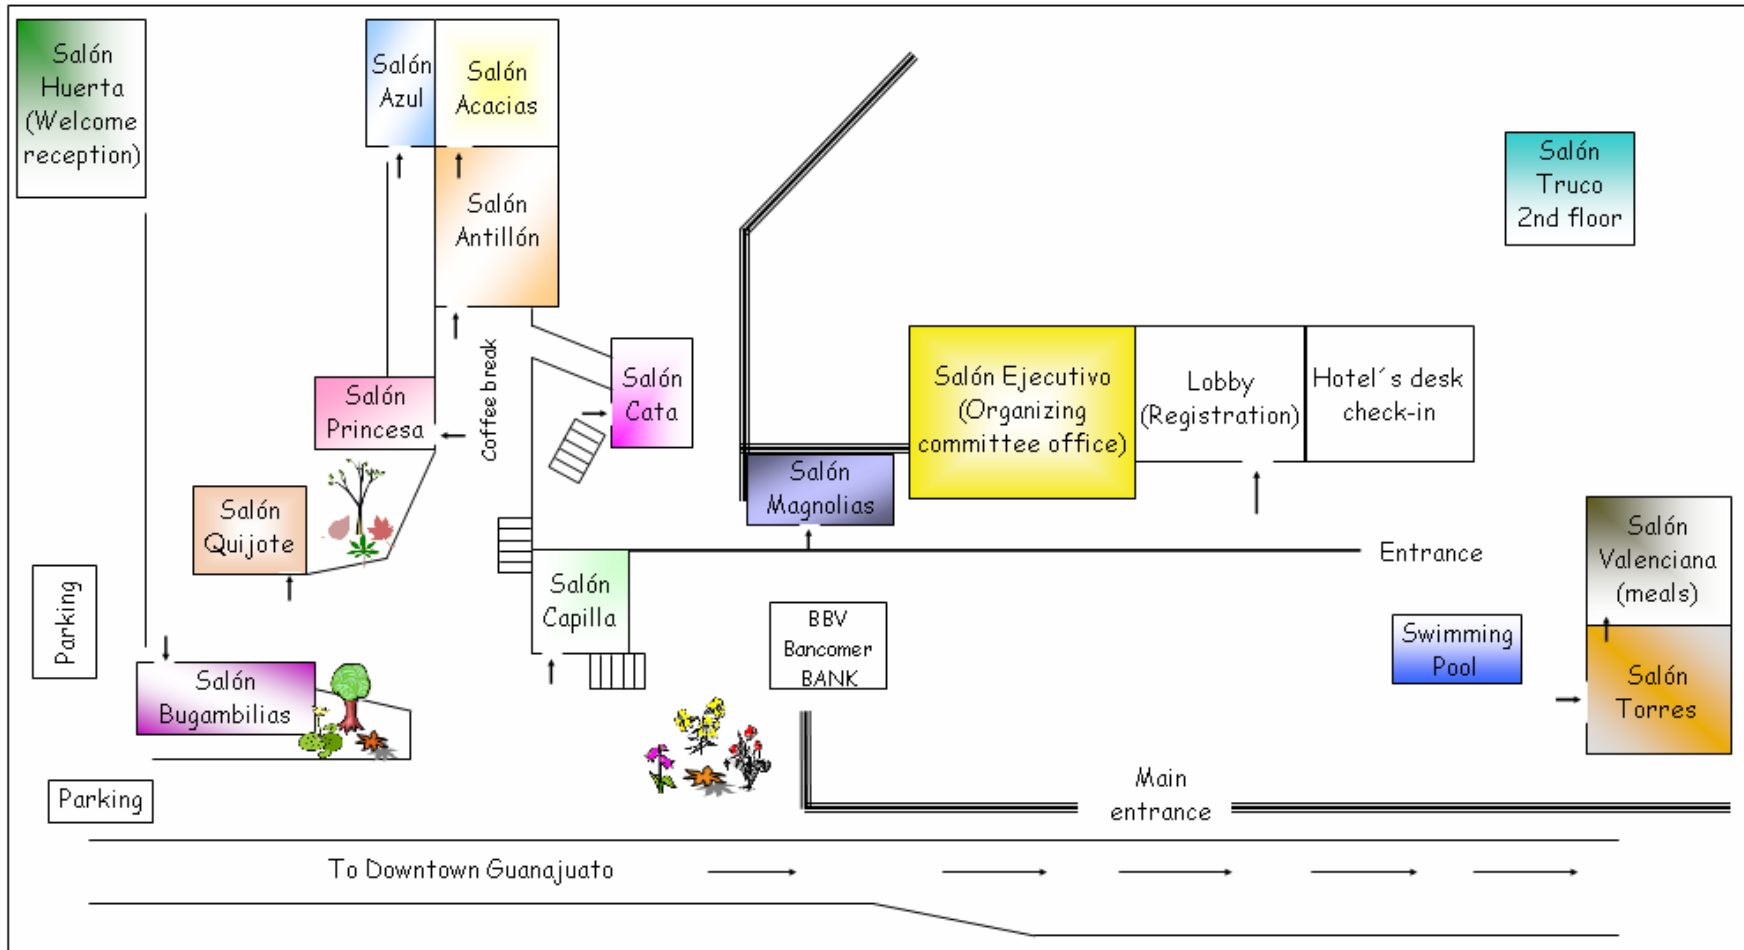 Salón
Huerta
(Welcome
reception)
Salón
Azul
Salón
Acacias
Salón
Antillón
Salón
Truco
2nd floor
Coffee break
Salón
Princesa
Salón
Cata
Salón Ejecutivo
(Organizing
committee office)
Lobby
(Registration)
Hotel´s desk
check-in
Salón
Quijote
Salón
Magnolias
Entrance
Salón
Valenciana
(meals)
Parking
Salón
Capilla
BBV
Bancomer
BANK
Swimming
Pool
Salón
Bugambilias
Salón
Torres
Parking
Main
entrance
To Downtown Guanajuato